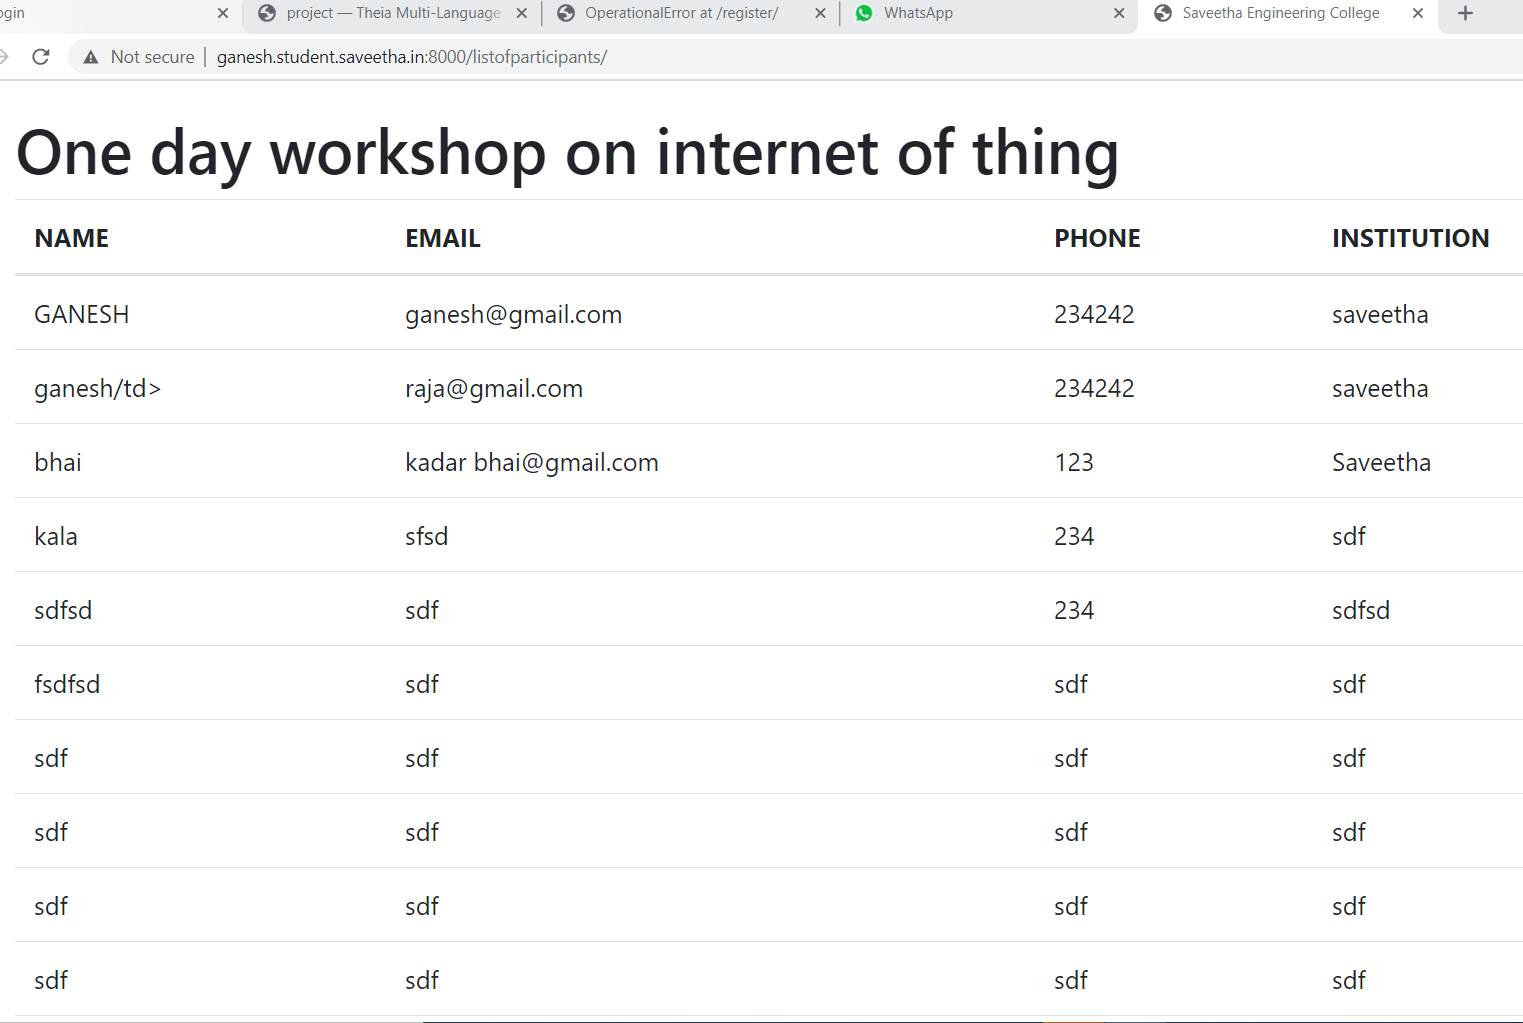 ogin project — Theia Multi-Language OperationalError at /register/ WhatsApp Saveetha Engineering College
Not secure ganesh.student.saveetha.in:8000/listofparticipants/
One day workshop on internet of thing
NAME EMAIL PHONE INSTITUTION
GANESH ganesh@gmail.com 234242 saveetha
ganesh/td> raja@gmail.com 234242 saveetha
bhai kadar bhai@gmail.com 123 Saveetha
kala sfsd 234 sdf
sdfsd sdf 234 sdfsd
fsdfsd sdf sdf sdf
sdf sdf sdf sdf
sdf sdf sdf sdf
sdf sdf sdf sdf
sdf sdf sdf sdf